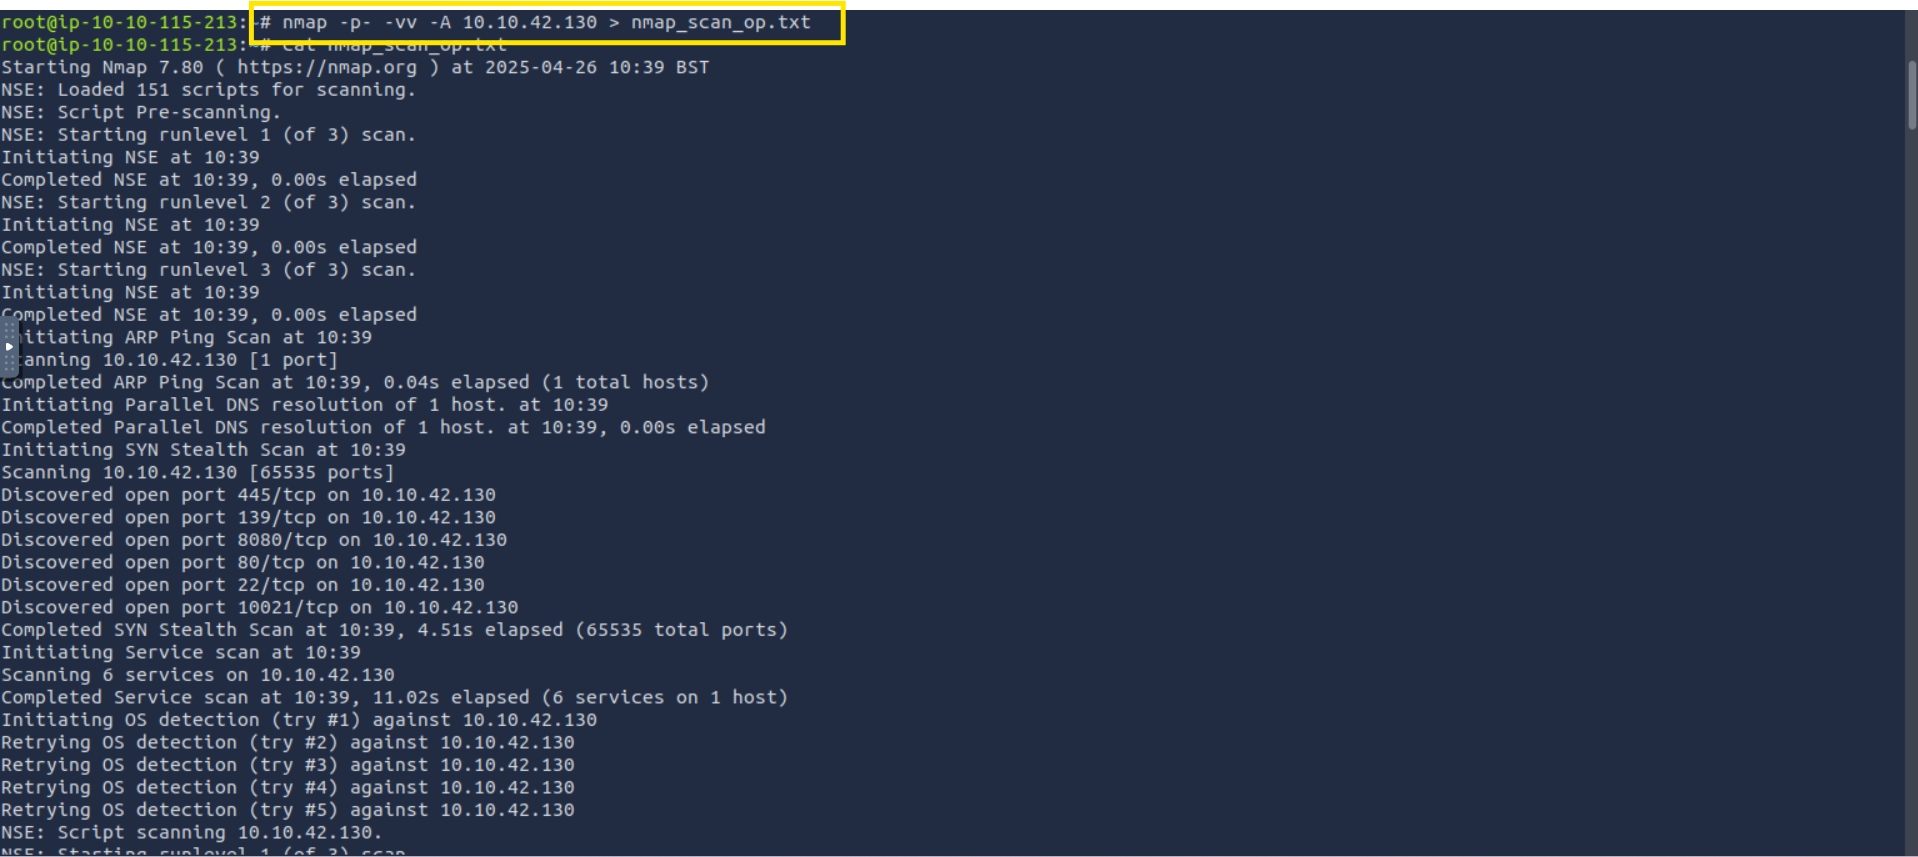 root@ip-10-10-115-213:~# nmap -p- -vv -A 10.10.42.130 > nmap_scan_op.txt
root@ip-10-10-115-213:~# cat nmap_scan_op.txt
Starting Nmap 7.80 ( https://nmap.org ) at 2025-04-26 10:39 BST
NSE: Loaded 151 scripts for scanning.
NSE: Script Pre-scanning.
NSE: Starting runlevel 1 (of 3) scan.
Initiating NSE at 10:39
Completed NSE at 10:39, 0.00s elapsed
NSE: Starting runlevel 2 (of 3) scan.
Initiating NSE at 10:39
Completed NSE at 10:39, 0.00s elapsed
NSE: Starting runlevel 3 (of 3) scan.
Initiating NSE at 10:39
Completed NSE at 10:39, 0.00s elapsed
Initiating ARP Ping Scan at 10:39
Scanning 10.10.42.130 [1 port]
Completed ARP Ping Scan at 10:39, 0.04s elapsed (1 total hosts)
Initiating Parallel DNS resolution of 1 host. at 10:39
Completed Parallel DNS resolution of 1 host. at 10:39, 0.00s elapsed
Initiating SYN Stealth Scan at 10:39
Scanning 10.10.42.130 [65535 ports]
Discovered open port 445/tcp on 10.10.42.130
Discovered open port 139/tcp on 10.10.42.130
Discovered open port 8080/tcp on 10.10.42.130
Discovered open port 80/tcp on 10.10.42.130
Discovered open port 22/tcp on 10.10.42.130
Discovered open port 10021/tcp on 10.10.42.130
Completed SYN Stealth Scan at 10:39, 4.51s elapsed (65535 total ports)
Initiating Service scan at 10:39
Scanning 6 services on 10.10.42.130
Completed Service scan at 10:39, 11.02s elapsed (6 services on 1 host)
Initiating OS detection (try #1) against 10.10.42.130
Retrying OS detection (try #2) against 10.10.42.130
Retrying OS detection (try #3) against 10.10.42.130
Retrying OS detection (try #4) against 10.10.42.130
Retrying OS detection (try #5) against 10.10.42.130
NSE: Script scanning 10.10.42.130.
NSE: Starting runlevel 1 (of 3) scan.